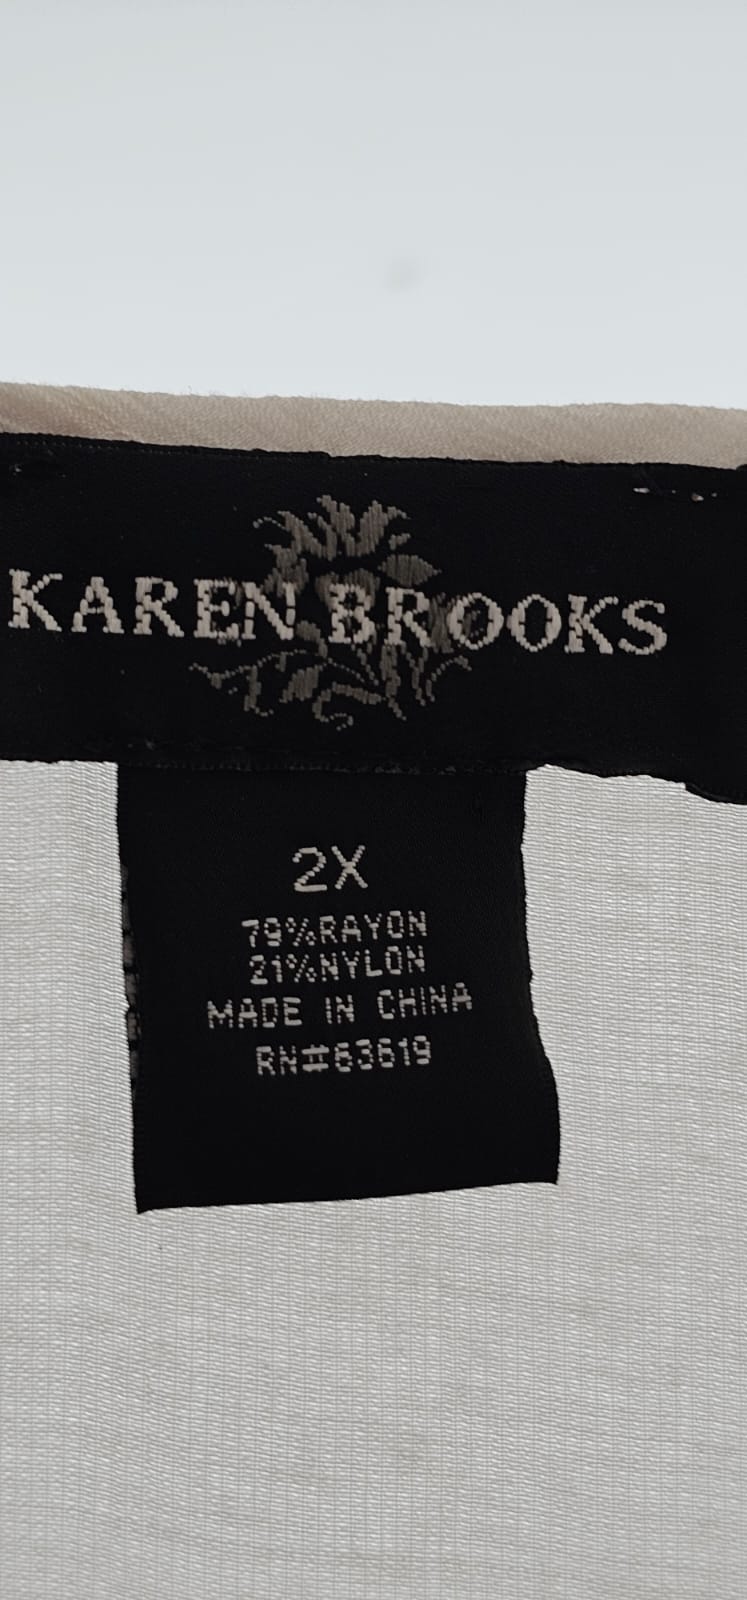 KAREN BROOKS
2X
79%RAYON
21%NYLON
MADE IN CHINA
RN#63619